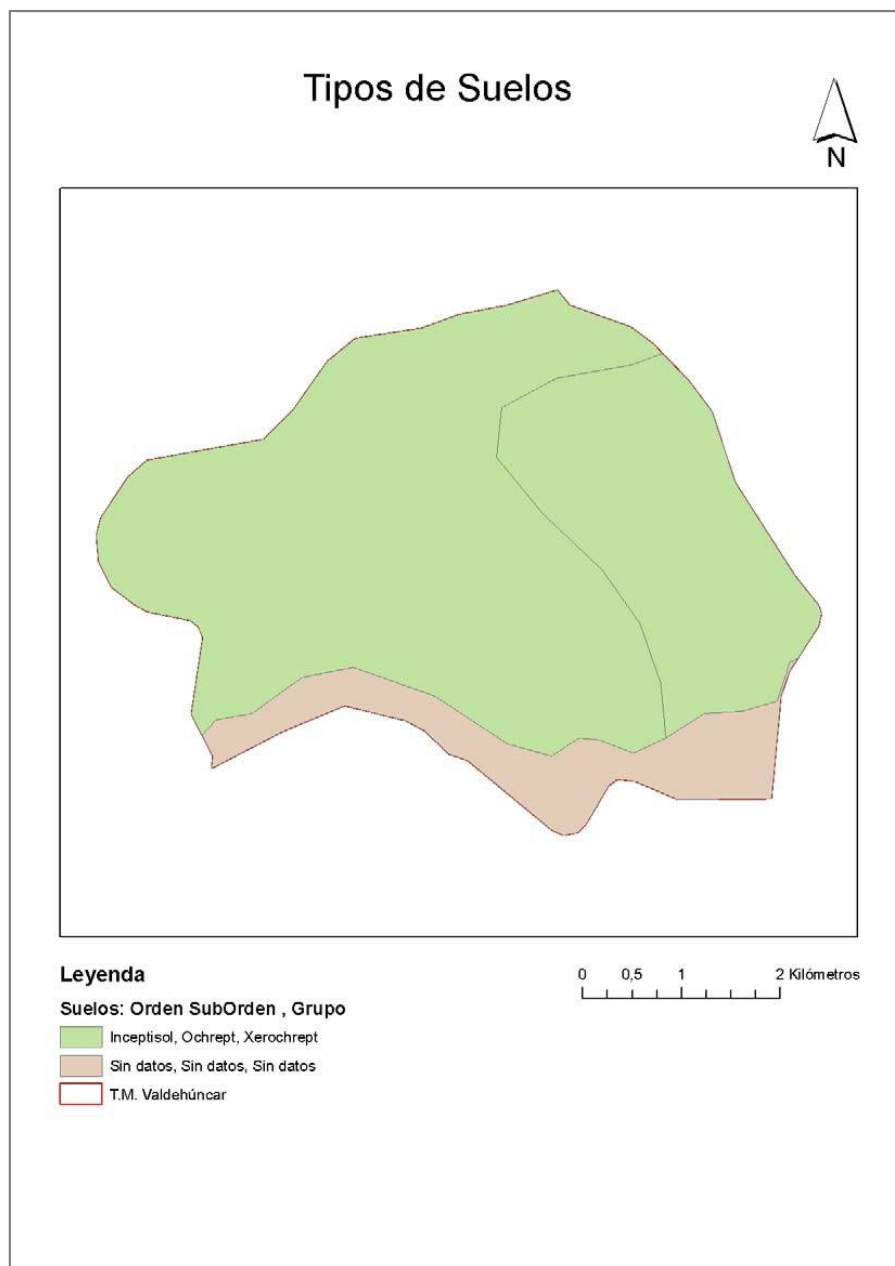 Tipos de Suelos
N
Leyenda
Suelos: Orden SubOrden , Grupo
Inceptisol, Ochrept, Xerochrept
Sin datos, Sin datos, Sin datos
T.M. Valdehúncar
0 0,5 1 2 Kilómetros